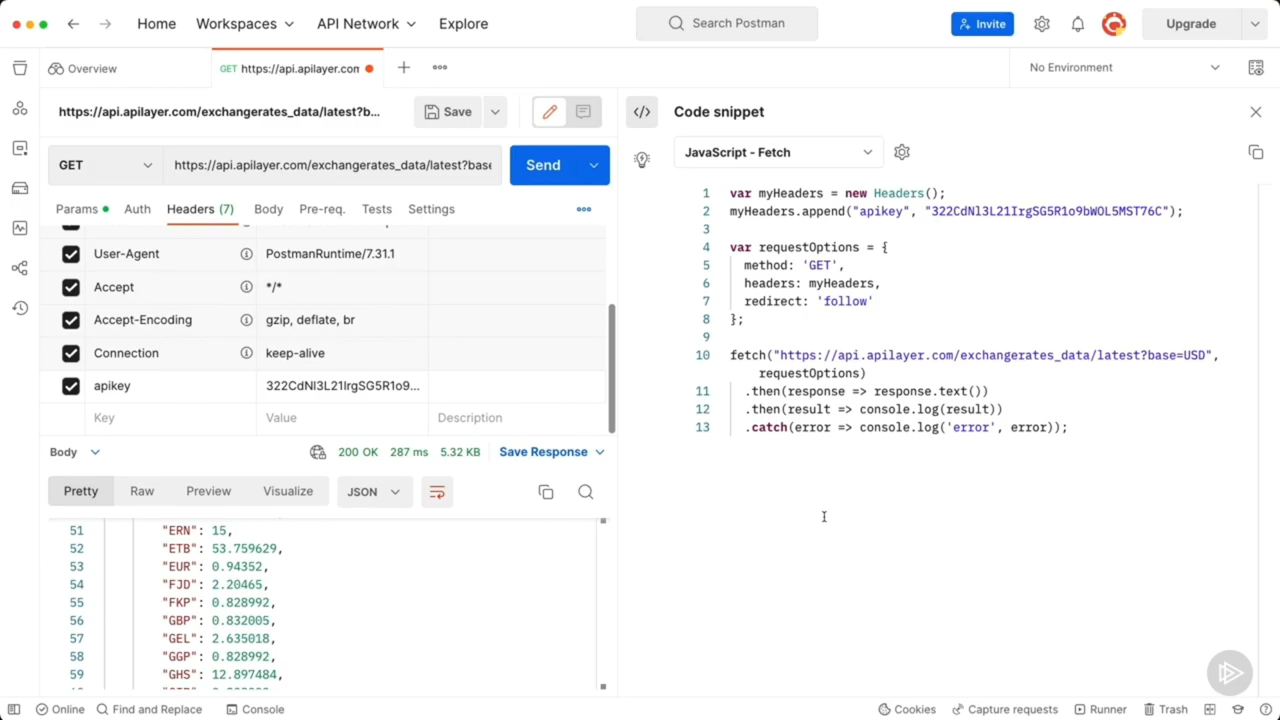 Home Workspaces API Network Explore Search Postman Invite Upgrade
Overview GET https://api.apilayer.com No Environment
https://api.apilayer.com/exchangerates_data/latest?b... Save Code snippet
GET https://api.apilayer.com/exchangerates_data/latest?base Send JavaScript - Fetch
Params Auth Headers (7) Body Pre-req. Tests Settings
User-Agent PostmanRuntime/7.31.1
Accept */*
Accept-Encoding gzip, deflate, br
Connection keep-alive
apikey 322CdNl3L21IrgSG5R1o9...
Key Value Description
Body 200 OK 287 ms 5.32 KB Save Response
Pretty Raw Preview Visualize JSON
51 "ERN": 15,
52 "ETB": 53.759629,
53 "EUR": 0.94352,
54 "FJD": 2.20465,
55 "FKP": 0.828992,
56 "GBP": 0.832005,
57 "GEL": 2.635018,
58 "GGP": 0.828992,
59 "GHS": 12.897484,
1 var myHeaders = new Headers();
2 myHeaders.append("apikey", "322CdNl3L21IrgSG5R1o9bWOL5MST76C");
3
4 var requestOptions = {
5 method: 'GET',
6 headers: myHeaders,
7 redirect: 'follow'
8 };
9
10 fetch("https://api.apilayer.com/exchangerates_data/latest?base=USD",
requestOptions)
11 .then(response => response.text())
12 .then(result => console.log(result))
13 .catch(error => console.log('error', error));
Online Find and Replace Console Cookies Capture requests Runner Trash